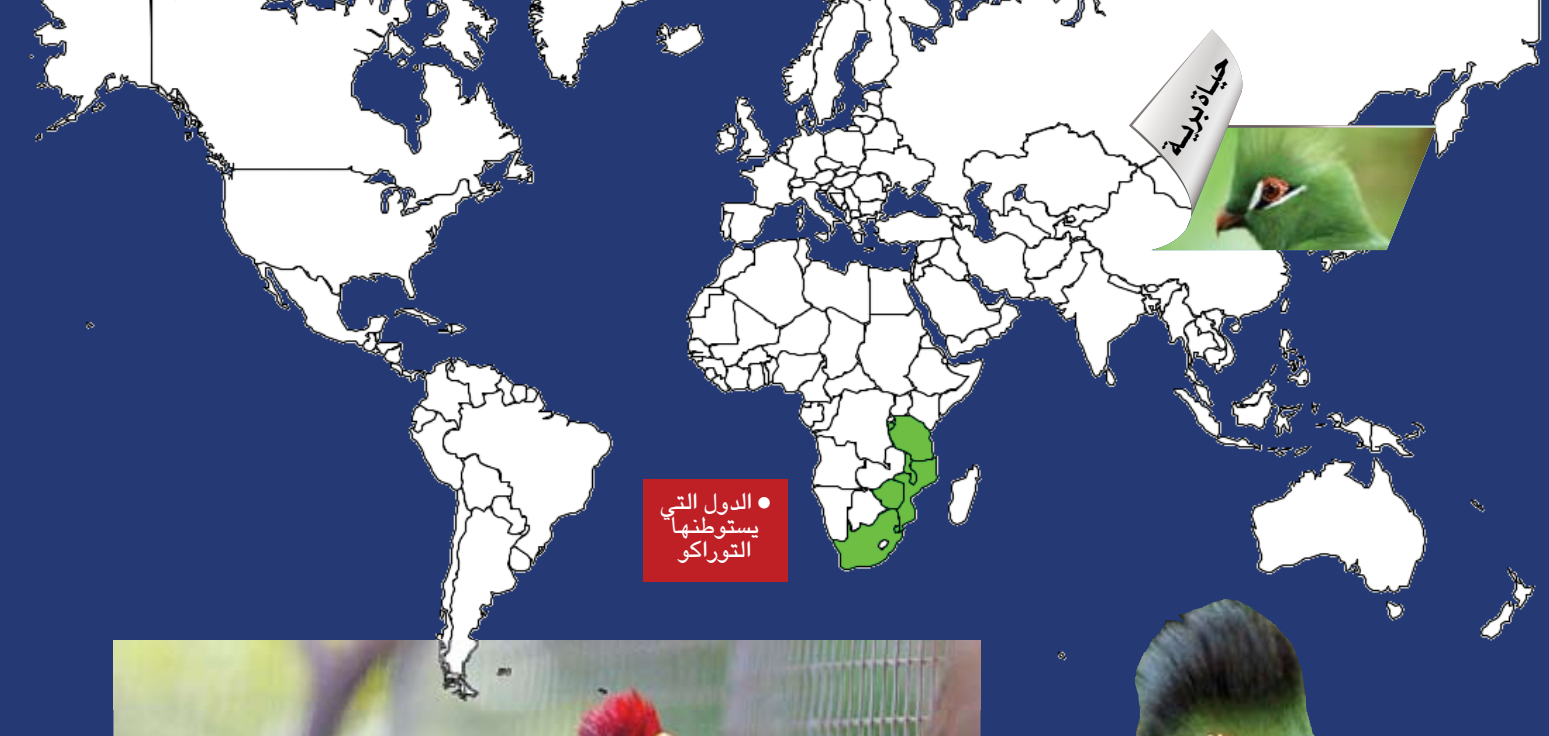 حياة برية
• الدول التي
يستوطنها
التوراكو